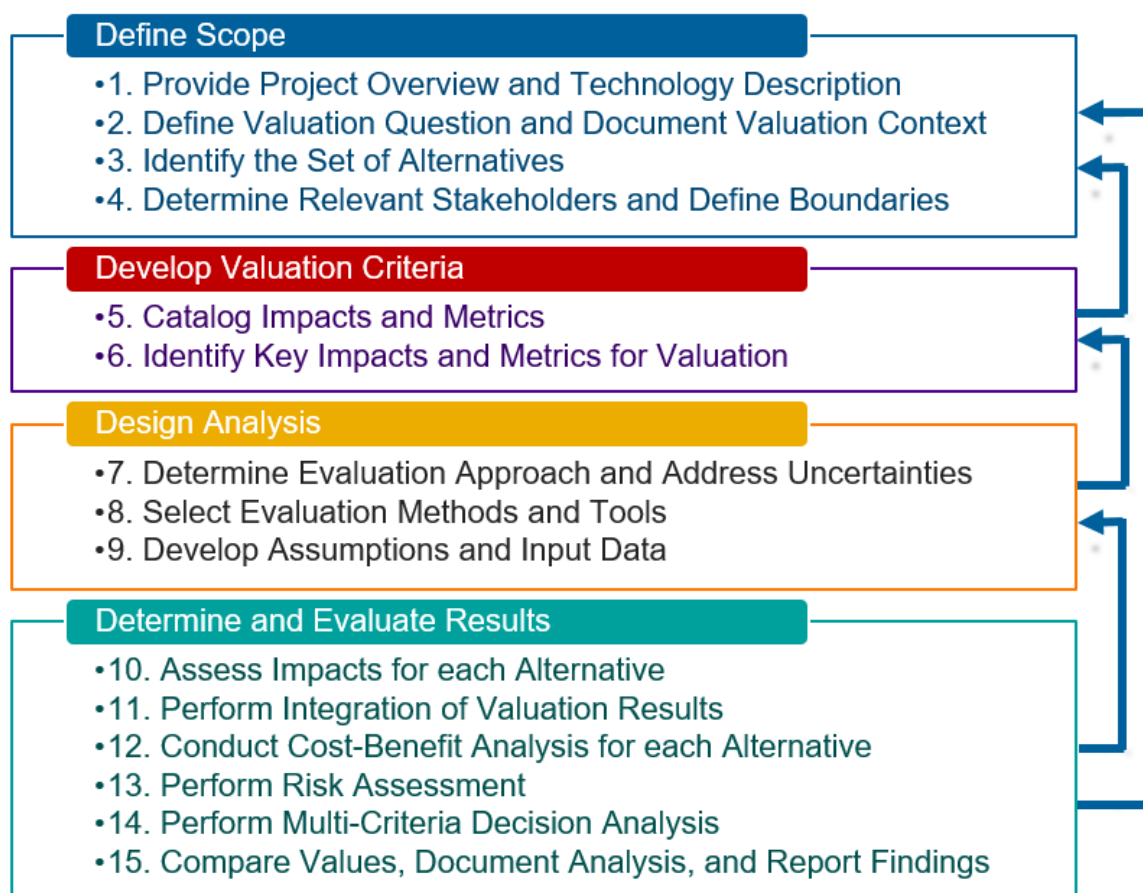 Define Scope
•1. Provide Project Overview and Technology Description
•2. Define Valuation Question and Document Valuation Context
•3. Identify the Set of Alternatives
•4. Determine Relevant Stakeholders and Define Boundaries
Develop Valuation Criteria
•5. Catalog Impacts and Metrics
•6. Identify Key Impacts and Metrics for Valuation
Design Analysis
•7. Determine Evaluation Approach and Address Uncertainties
•8. Select Evaluation Methods and Tools
•9. Develop Assumptions and Input Data
Determine and Evaluate Results
•10. Assess Impacts for each Alternative
•11. Perform Integration of Valuation Results
•12. Conduct Cost-Benefit Analysis for each Alternative
•13. Perform Risk Assessment
•14. Perform Multi-Criteria Decision Analysis
•15. Compare Values, Document Analysis, and Report Findings